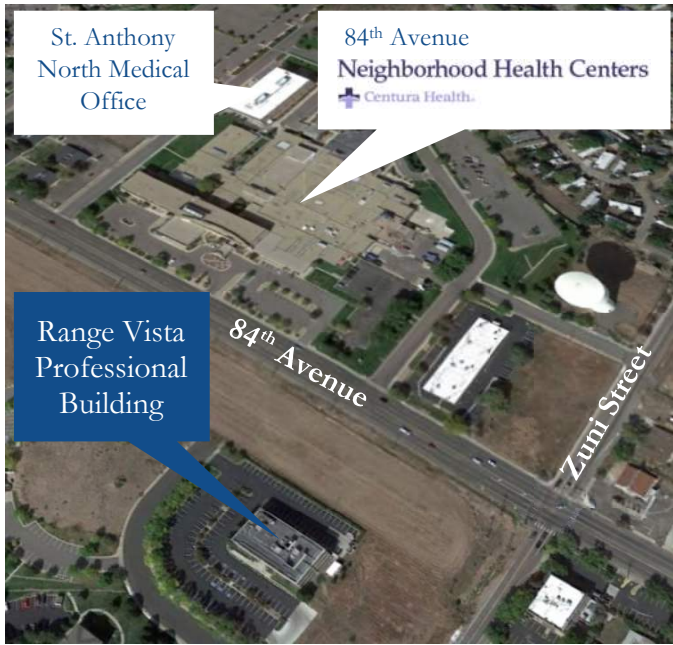 St. Anthony
North Medical
Office
84th Avenue
Neighborhood Health Centers
Centura Health.
Range Vista
Professional
Building
84th Avenue
Zuni Street